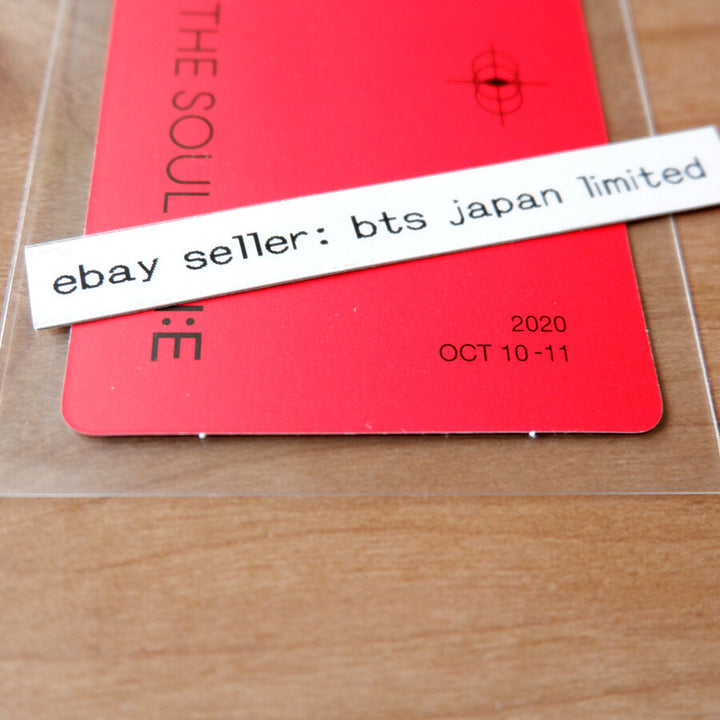 THE SOUL
:E
ebay seller: bts japan limited
2020
OCT 10-11